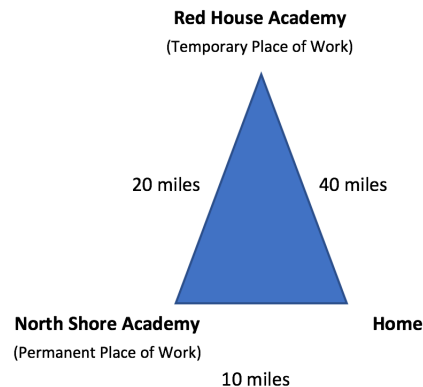 Red House Academy
(Temporary Place of Work)
20 miles
40 miles
North Shore Academy
Home
(Permanent Place of Work)
10 miles